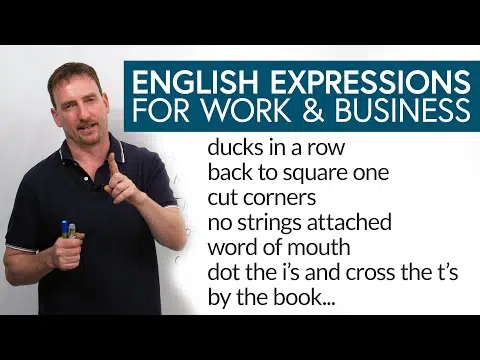 ENGLISH EXPRESSIONS
FOR WORK & BUSINESS
ducks in a row
back to square one
cut corners
no strings attached
word of mouth
dot the i's and cross the t's
by the book...